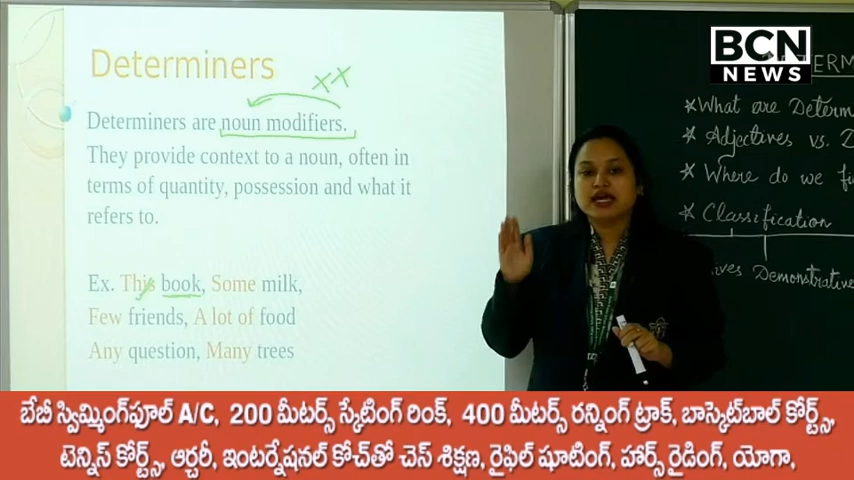 Determiners
Determiners are noun modifiers.
They provide context to a noun, often in
terms of quantity, possession and what it
refers to.
Ex. This book, Some milk,
Few friends, A lot of food
Any question, Many trees
BCN
NEWS
*What are Determ
* Adjectives vs.
* Where do we fi
* Classification
Demonstrative
బేబీ స్విమ్మింగ్‌ఫూల్ A/C, 200 మీటర్స్ స్కేటింగ్ రింక్, 400 మీటర్స్ రన్నింగ్ ట్రాక్, బాస్కెట్‌బాల్ కోర్ట్స్,
టెన్నిస్ కోర్ట్స్, ఆర్చరీ, ఇంటర్నేషనల్ కోచ్‌తో చెస్ శిక్షణ, రైఫిల్ షూటింగ్, హార్స్ రైడింగ్, యోగా,